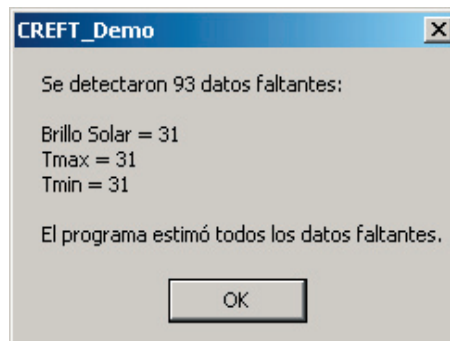 CREFT_Demo
Se detectaron 93 datos faltantes:
Brillo Solar = 31
Tmax = 31
Tmin = 31
El programa estimó todos los datos faltantes.
OK